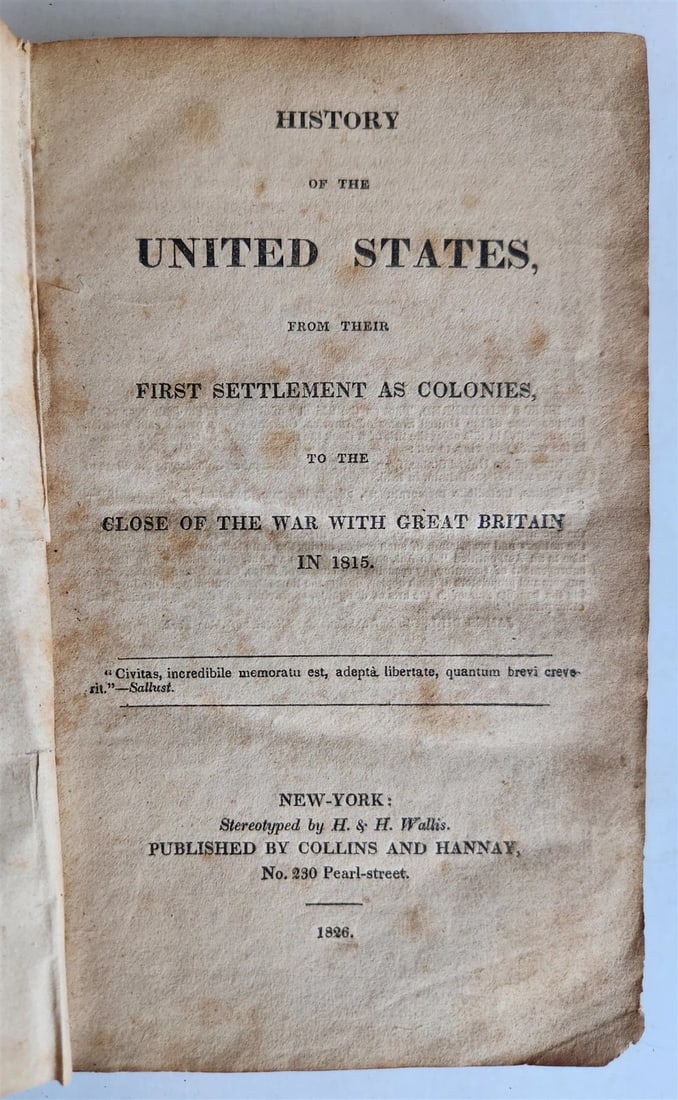 HISTORY
OF THE
UNITED STATES,
FROM THEIR
FIRST SETTLEMENT AS COLONIES,
TO THE
CLOSE OF THE WAR WITH GREAT BRITAIN
IN 1815.
"Civitas, incredibile memoratu est, adeptâ libertate, quantum brevi creve-
rit."—Sallust.
NEW-YORK:
Stereotyped by H. & H. Wallis.
PUBLISHED BY COLLINS AND HANNAY,
No. 230 Pearl-street.
1826.